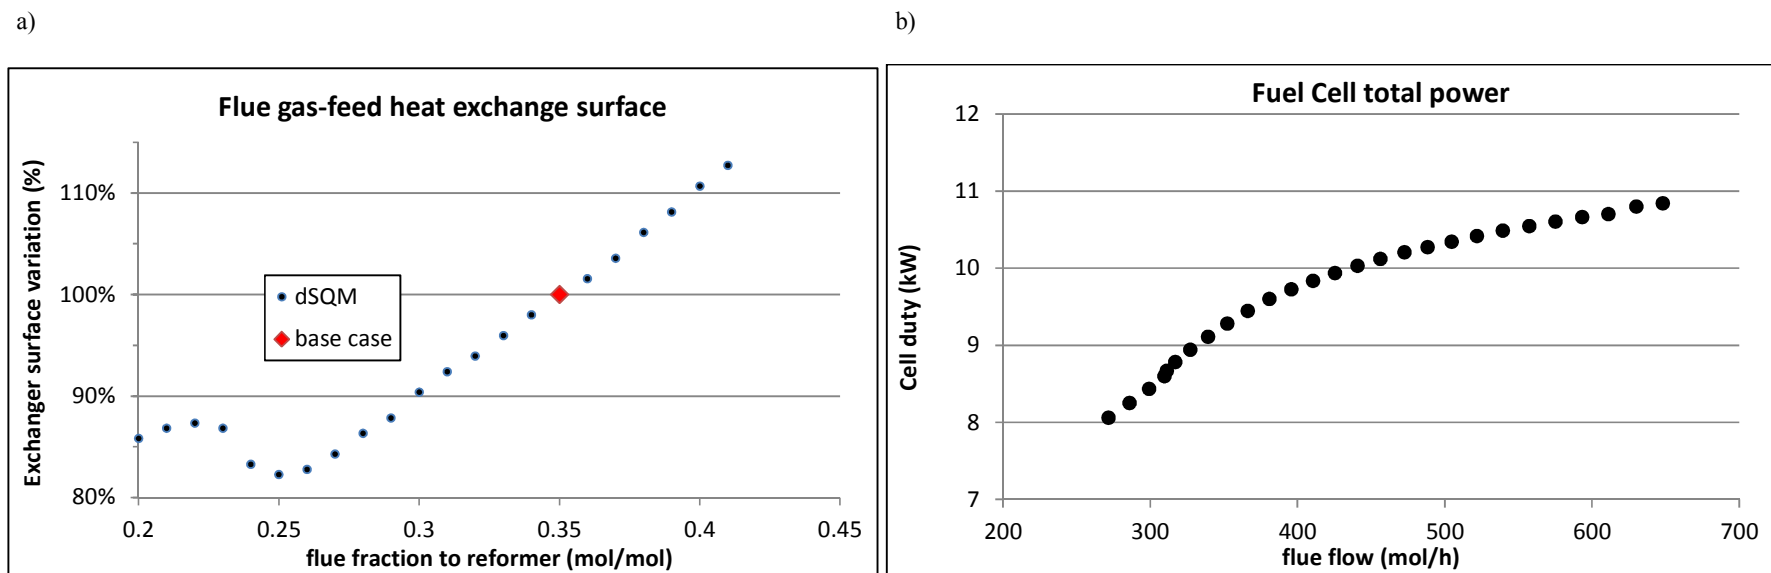 a)
b)
Flue gas-feed heat exchange surface
Exchanger surface variation (%)
110%
100%
90%
80%
dSQM
base case
0.2 0.25 0.3 0.35 0.4 0.45
flue fraction to reformer (mol/mol)
Fuel Cell total power
Cell duty (kW)
12
11
10
9
8
7
200 300 400 500 600 700
flue flow (mol/h)